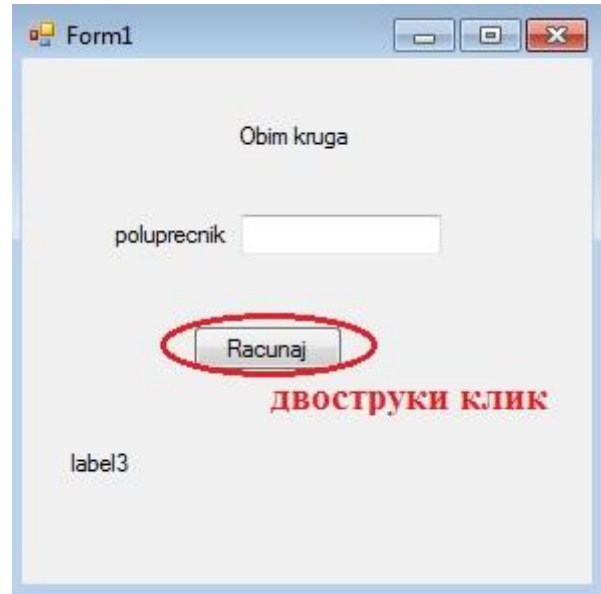 Form1
Obim kruga
poluprecnik
Racunaj
двоструки клик
label3